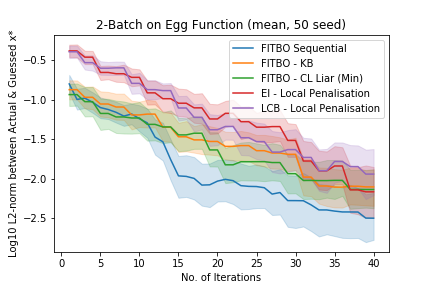 2-Batch on Egg Function (mean, 50 seed)
Log10 L2-norm between Actual & Guessed x*
−0.5
−1.0
−1.5
−2.0
−2.5
FITBO Sequential
FITBO - KB
FITBO - CL Liar (Min)
EI - Local Penalisation
LCB - Local Penalisation
0 5 10 15 20 25 30 35 40
No. of Iterations